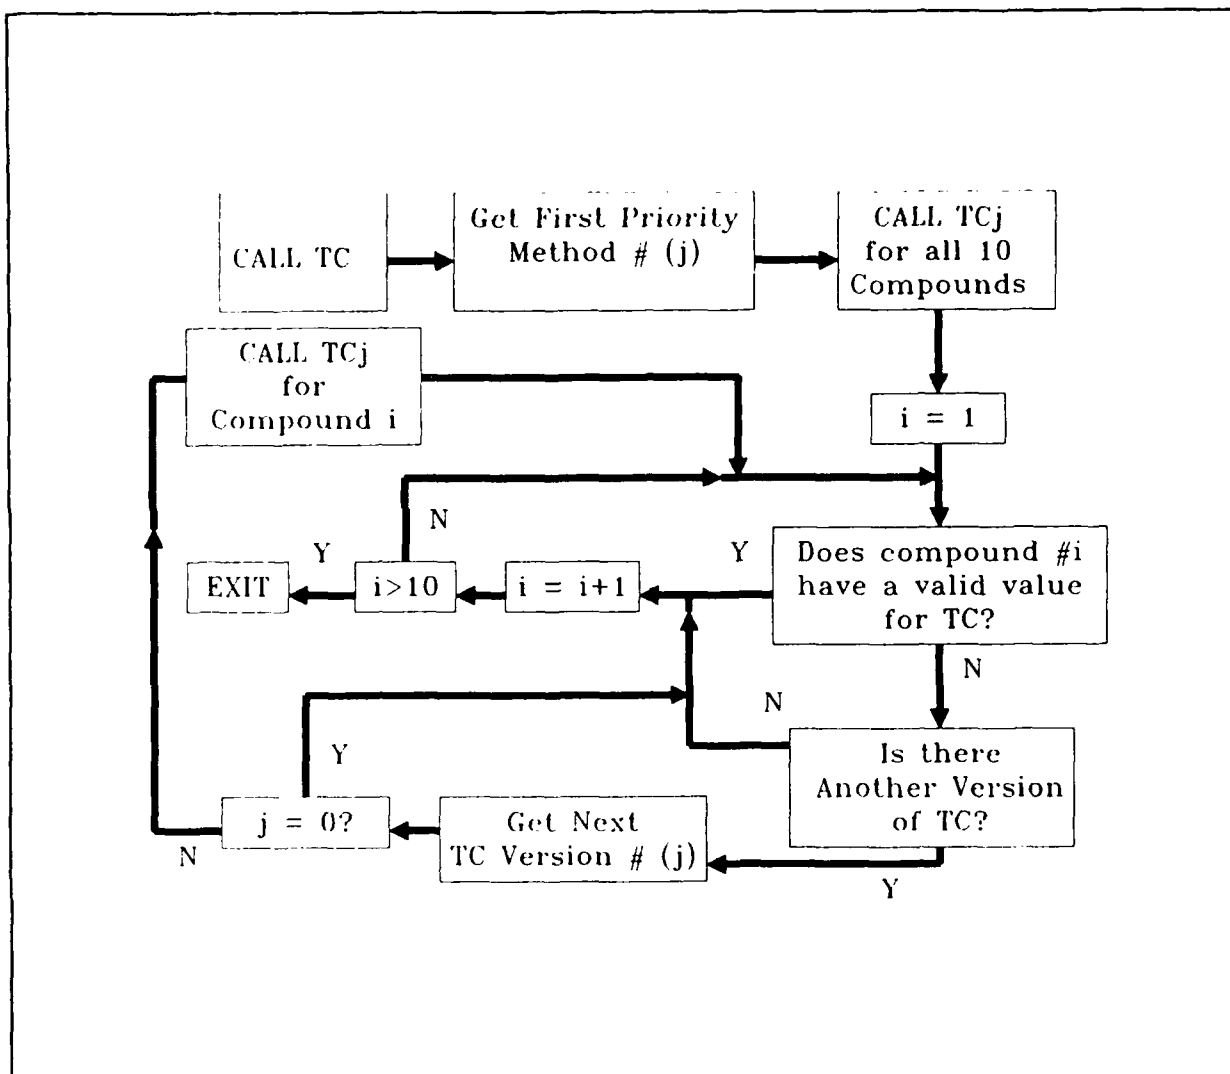 CALL TC
Get First Priority
Method # (j)
CALL TCj
for all 10
Compounds
CALL TCj
for
Compound i
i = 1
N
Y
EXIT
i>10
i = i+1
Y
Does compound #i
have a valid value
for TC?
N
N
Y
Is there
Another Version
of TC?
j = 0?
N
Get Next
TC Version # (j)
Y